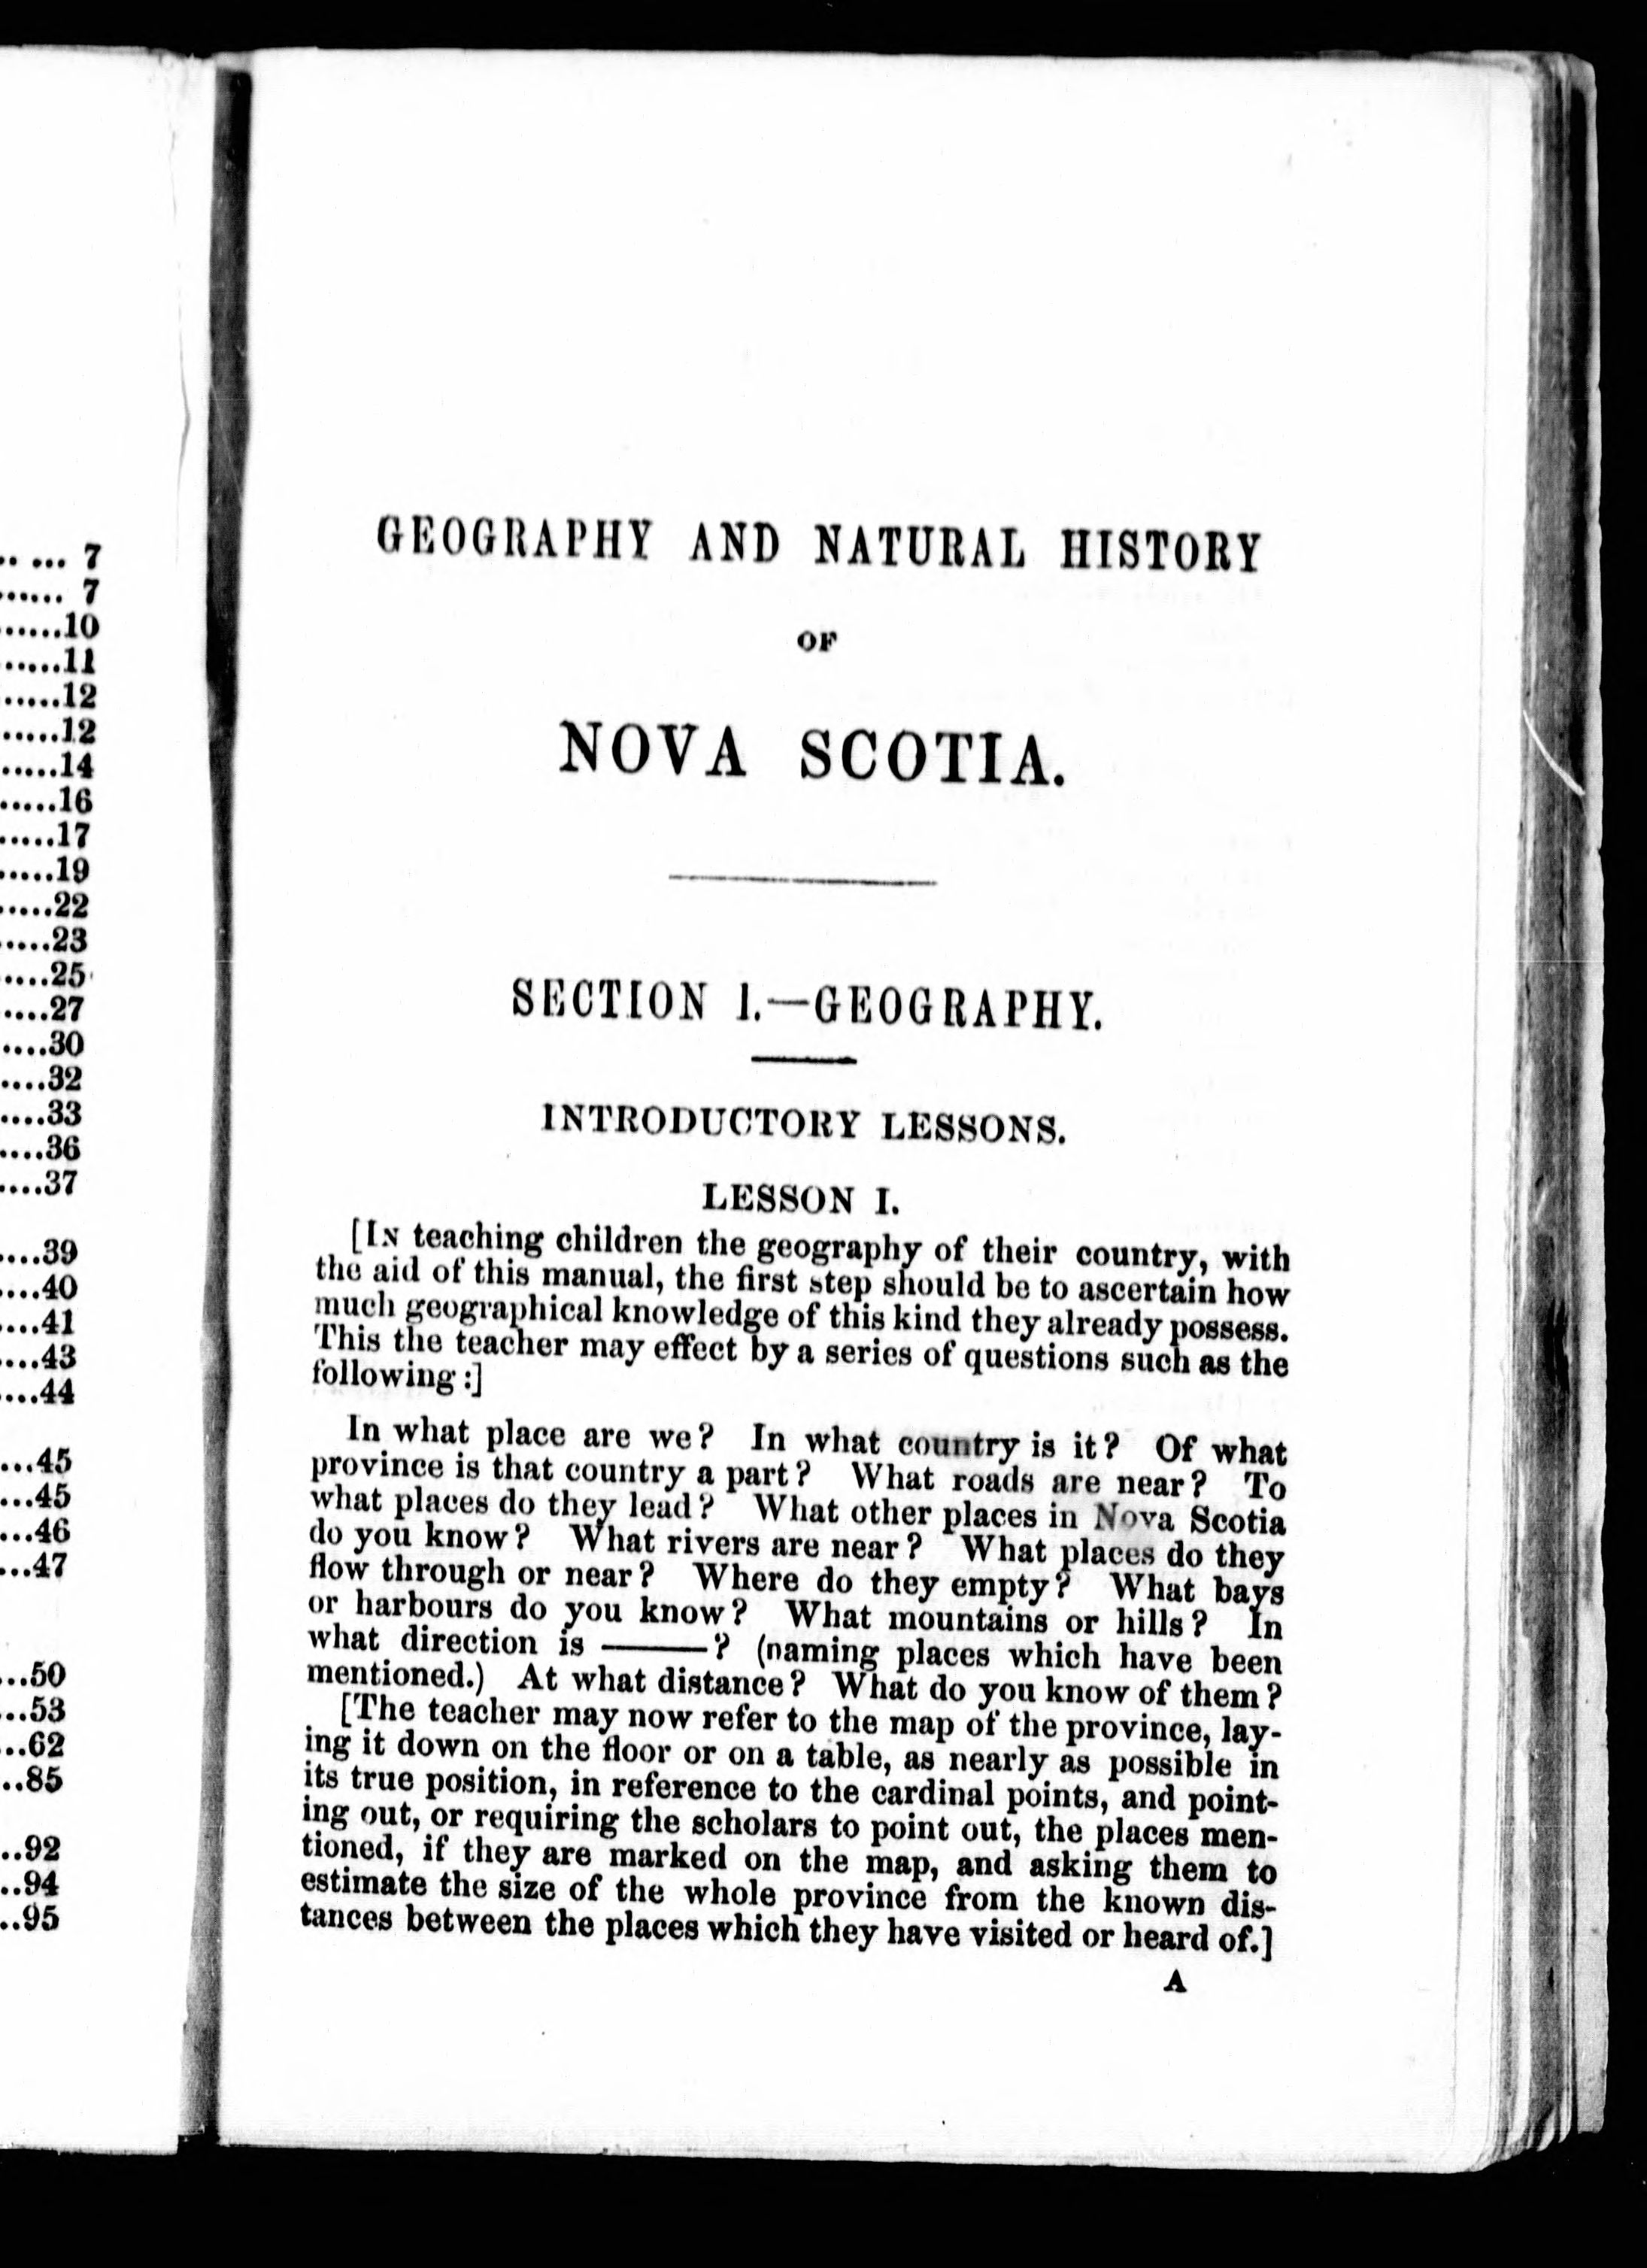 .. ... 7
...... 7
......10
......11
......12
......12
......14
.....16
.....17
.....19
.....22
.....23
....25
....27
....30
....32
....33
....36
....37
....39
....40
....41
....43
...44
...45
...45
...46
...47
...50
...53
...62
..85
..92
..94
..95
GEOGRAPHY AND NATURAL HISTORY
OF
NOVA SCOTIA.
SECTION I.—GEOGRAPHY.
INTRODUCTORY LESSONS.
LESSON I.
[IN teaching children the geography of their country, with
the aid of this manual, the first step should be to ascertain how
much geographical knowledge of this kind they already possess.
This the teacher may effect by a series of questions such as the
following :]
In what place are we? In what country is it? Of what
province is that country a part? What roads are near? To
what places do they lead? What other places in Nova Scotia
do you know? What rivers are near? What places do they
flow through or near? Where do they empty? What bays
or harbours do you know? What mountains or hills? In
what direction is ———? (naming places which have been
mentioned.) At what distance? What do you know of them?
[The teacher may now refer to the map of the province, lay-
ing it down on the floor or on a table, as nearly as possible in
its true position, in reference to the cardinal points, and point-
ing out, or requiring the scholars to point out, the places men-
tioned, if they are marked on the map, and asking them to
estimate the size of the whole province from the known dis-
tances between the places which they have visited or heard of.]
A